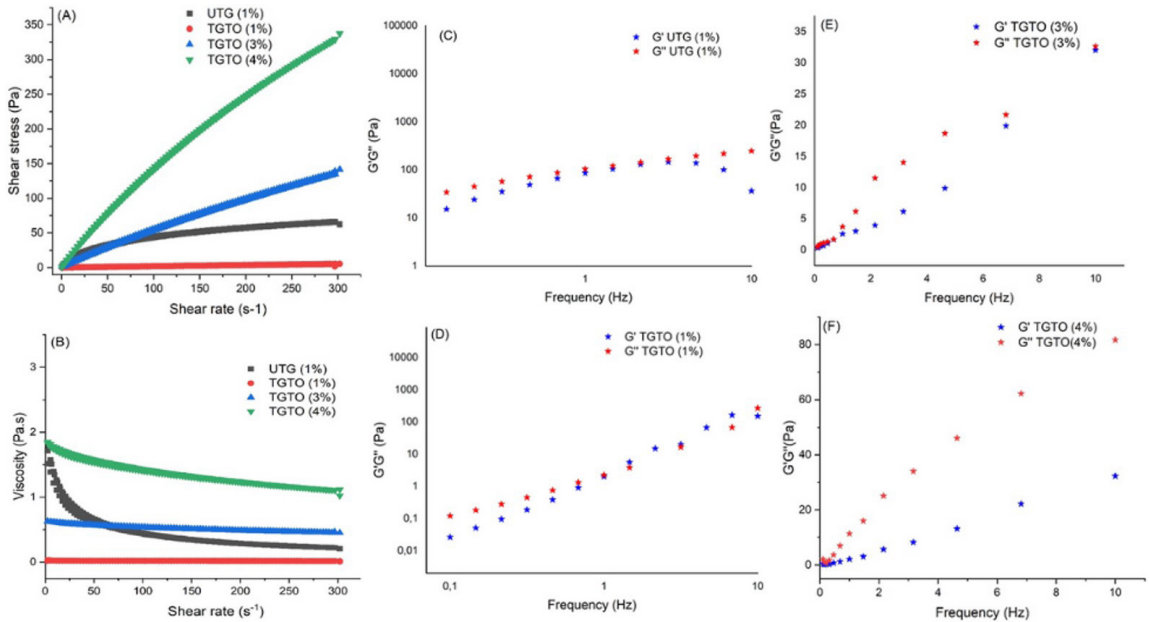 (A)
UTG (1%)
TGTO (1%)
TGTO (3%)
TGTO (4%)
350
300
250
200
150
100
50
0
Shear stress (Pa)
0 50 100 150 200 250 300
Shear rate (s-1)
(B)
UTG (1%)
TGTO (1%)
TGTO (3%)
TGTO (4%)
3
2
1
0
Viscosity (Pa.s)
0 50 100 150 200 250 300
Shear rate (s⁻¹)
(C)
G' UTG (1%)
G'' UTG (1%)
100000
10000
1000
100
10
1
G'G'' (Pa)
1 10
Frequency (Hz)
(D)
G' TGTO (1%)
G'' TGTO (1%)
10000
1000
100
10
1
0,1
0,01
G'G'' (Pa)
0,1 1 10
Frequency (Hz)
(E)
G' TGTO (3%)
G'' TGTO (3%)
35
30
25
20
15
10
5
0
G'G''(Pa)
0 2 4 6 8 10
Frequency (Hz)
(F)
G' TGTO (4%)
G'' TGTO(4%)
80
60
40
20
0
G'G''(Pa)
0 2 4 6 8 10
Frequency (Hz)